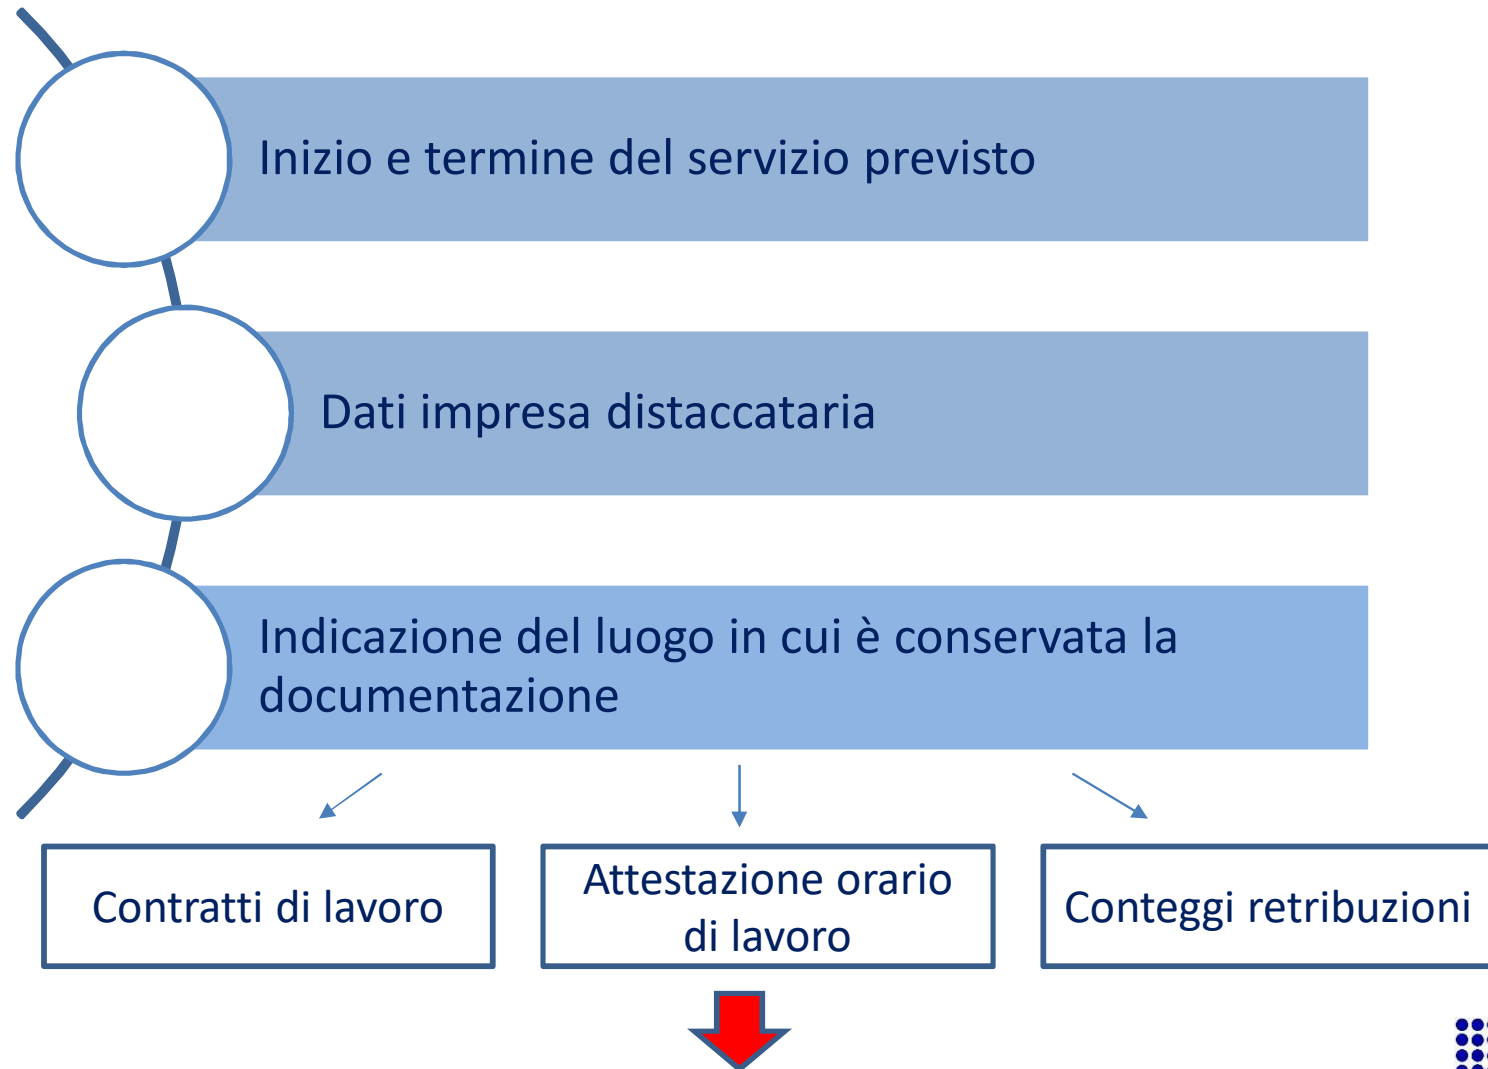 Inizio e termine del servizio previsto
Dati impresa distaccataria
Indicazione del luogo in cui è conservata la
documentazione
Contratti di lavoro
Attestazione orario
di lavoro
Conteggi retribuzioni